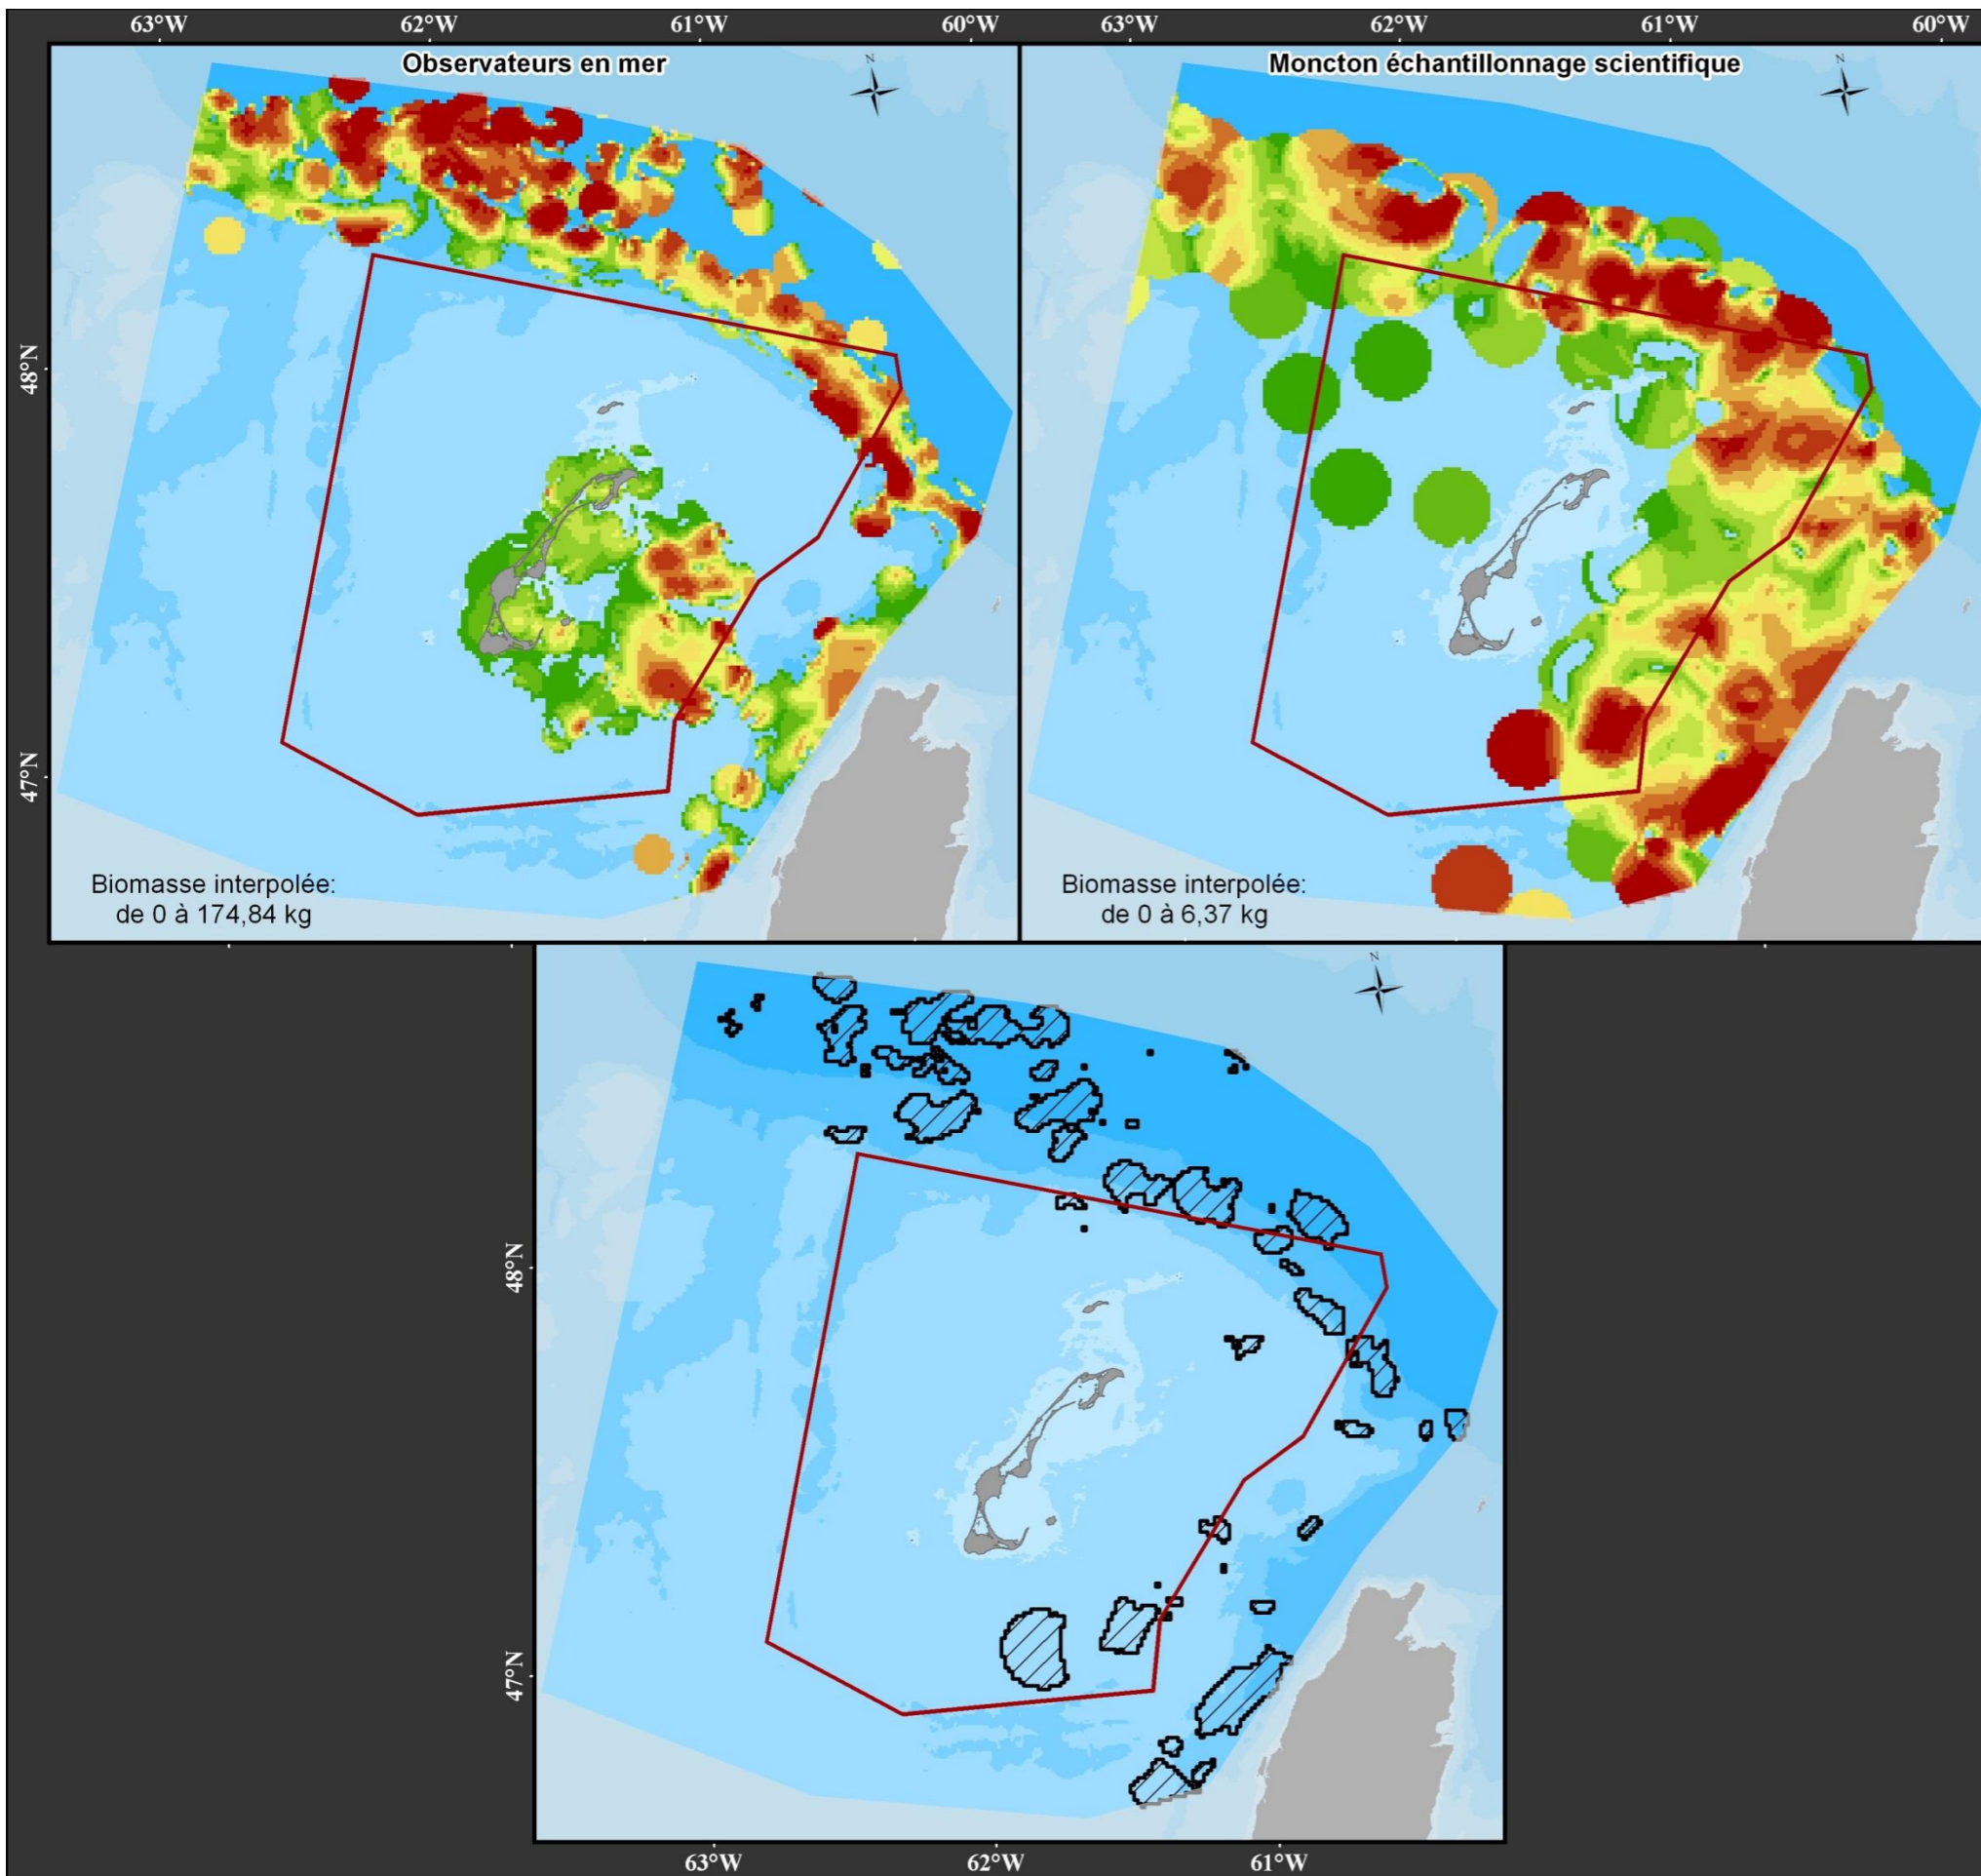 63°W 62°W 61°W 60°W 63°W 62°W 61°W 60°W
Observateurs en mer
N
Moncton échantillonnage scientifique
N
48°N
47°N
Biomasse interpolée:
de 0 à 174,84 kg
Biomasse interpolée:
de 0 à 6,37 kg
N
48°N
47°N
63°W 62°W 61°W